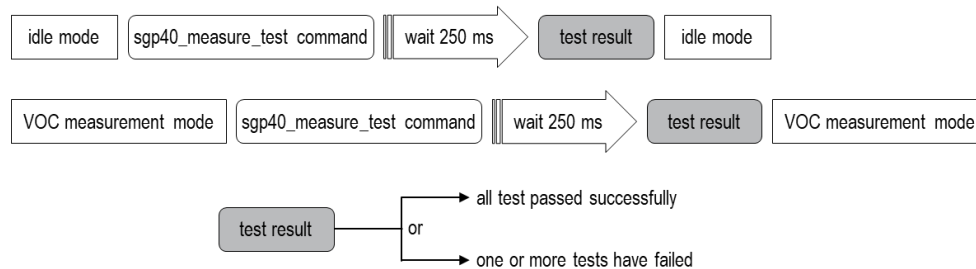 idle mode sgp40_measure_test command wait 250 ms test result idle mode
VOC measurement mode sgp40_measure_test command wait 250 ms test result VOC measurement mode
all test passed successfully
test result or
one or more tests have failed